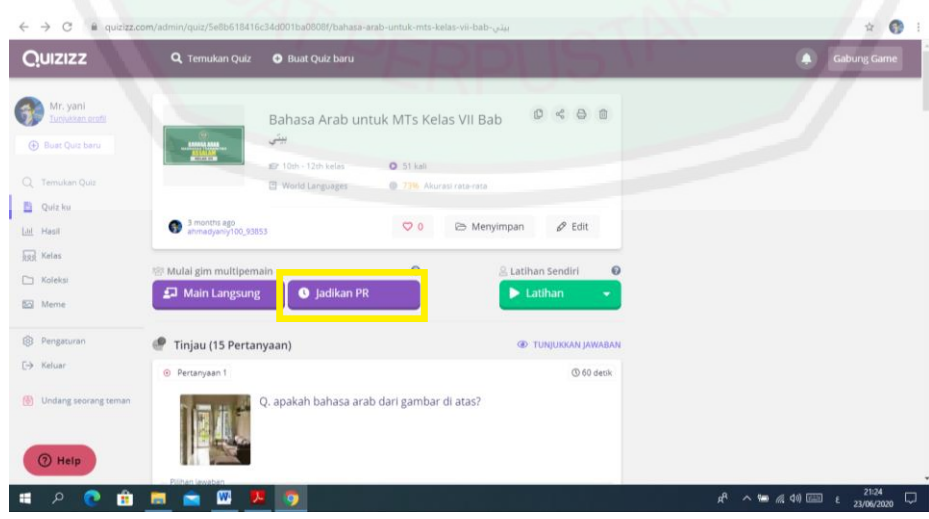 quizizz.com/admin/quiz/5e8b618416c34d001ba0808f/bahasa-arab-untuk-mts-kelas-vii-bab-بيتي
PERPUSTAK
QUIZIZZ
Temukan Quiz
Buat Quiz baru
Gabung Game
Mr. yani
Tunjukkan profil
Buat Quiz baru
Temukan Quiz
Quiz ku
Hasil
Kelas
Koleksi
Meme
Pengaturan
Keluar
Undang seorang teman
Help
Bahasa Arab untuk MTs Kelas VII Bab
بيتي
10th - 12th kelas
51 kali
World Languages
73% Akurasi rata-rata
3 months ago
ahmadyaniy100_93853
0
Menyimpan
Edit
Mulai gim multipemain
Latihan Sendiri
Main Langsung
Jadikan PR
Latihan
Tinjau (15 Pertanyaan)
TUNJUKKAN JAWABAN
Pertanyaan 1
60 detik
Q. apakah bahasa arab dari gambar di atas?
Pilihan jawaban
21:24
23/06/2020